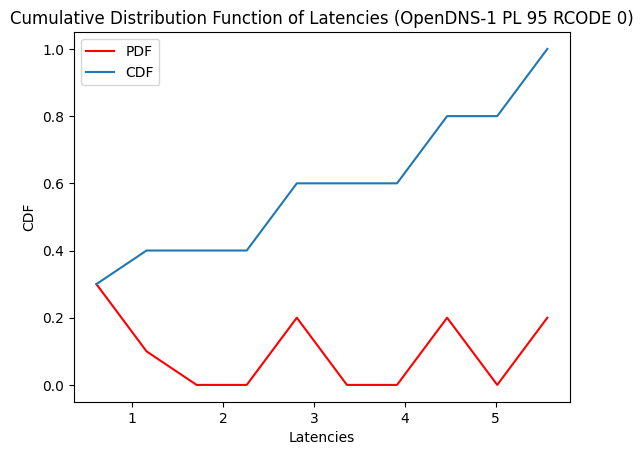 Cumulative Distribution Function of Latencies (OpenDNS-1 PL 95 RCODE 0)
PDF
CDF
1.0
0.8
0.6
0.4
0.2
0.0
CDF
1 2 3 4 5
Latencies